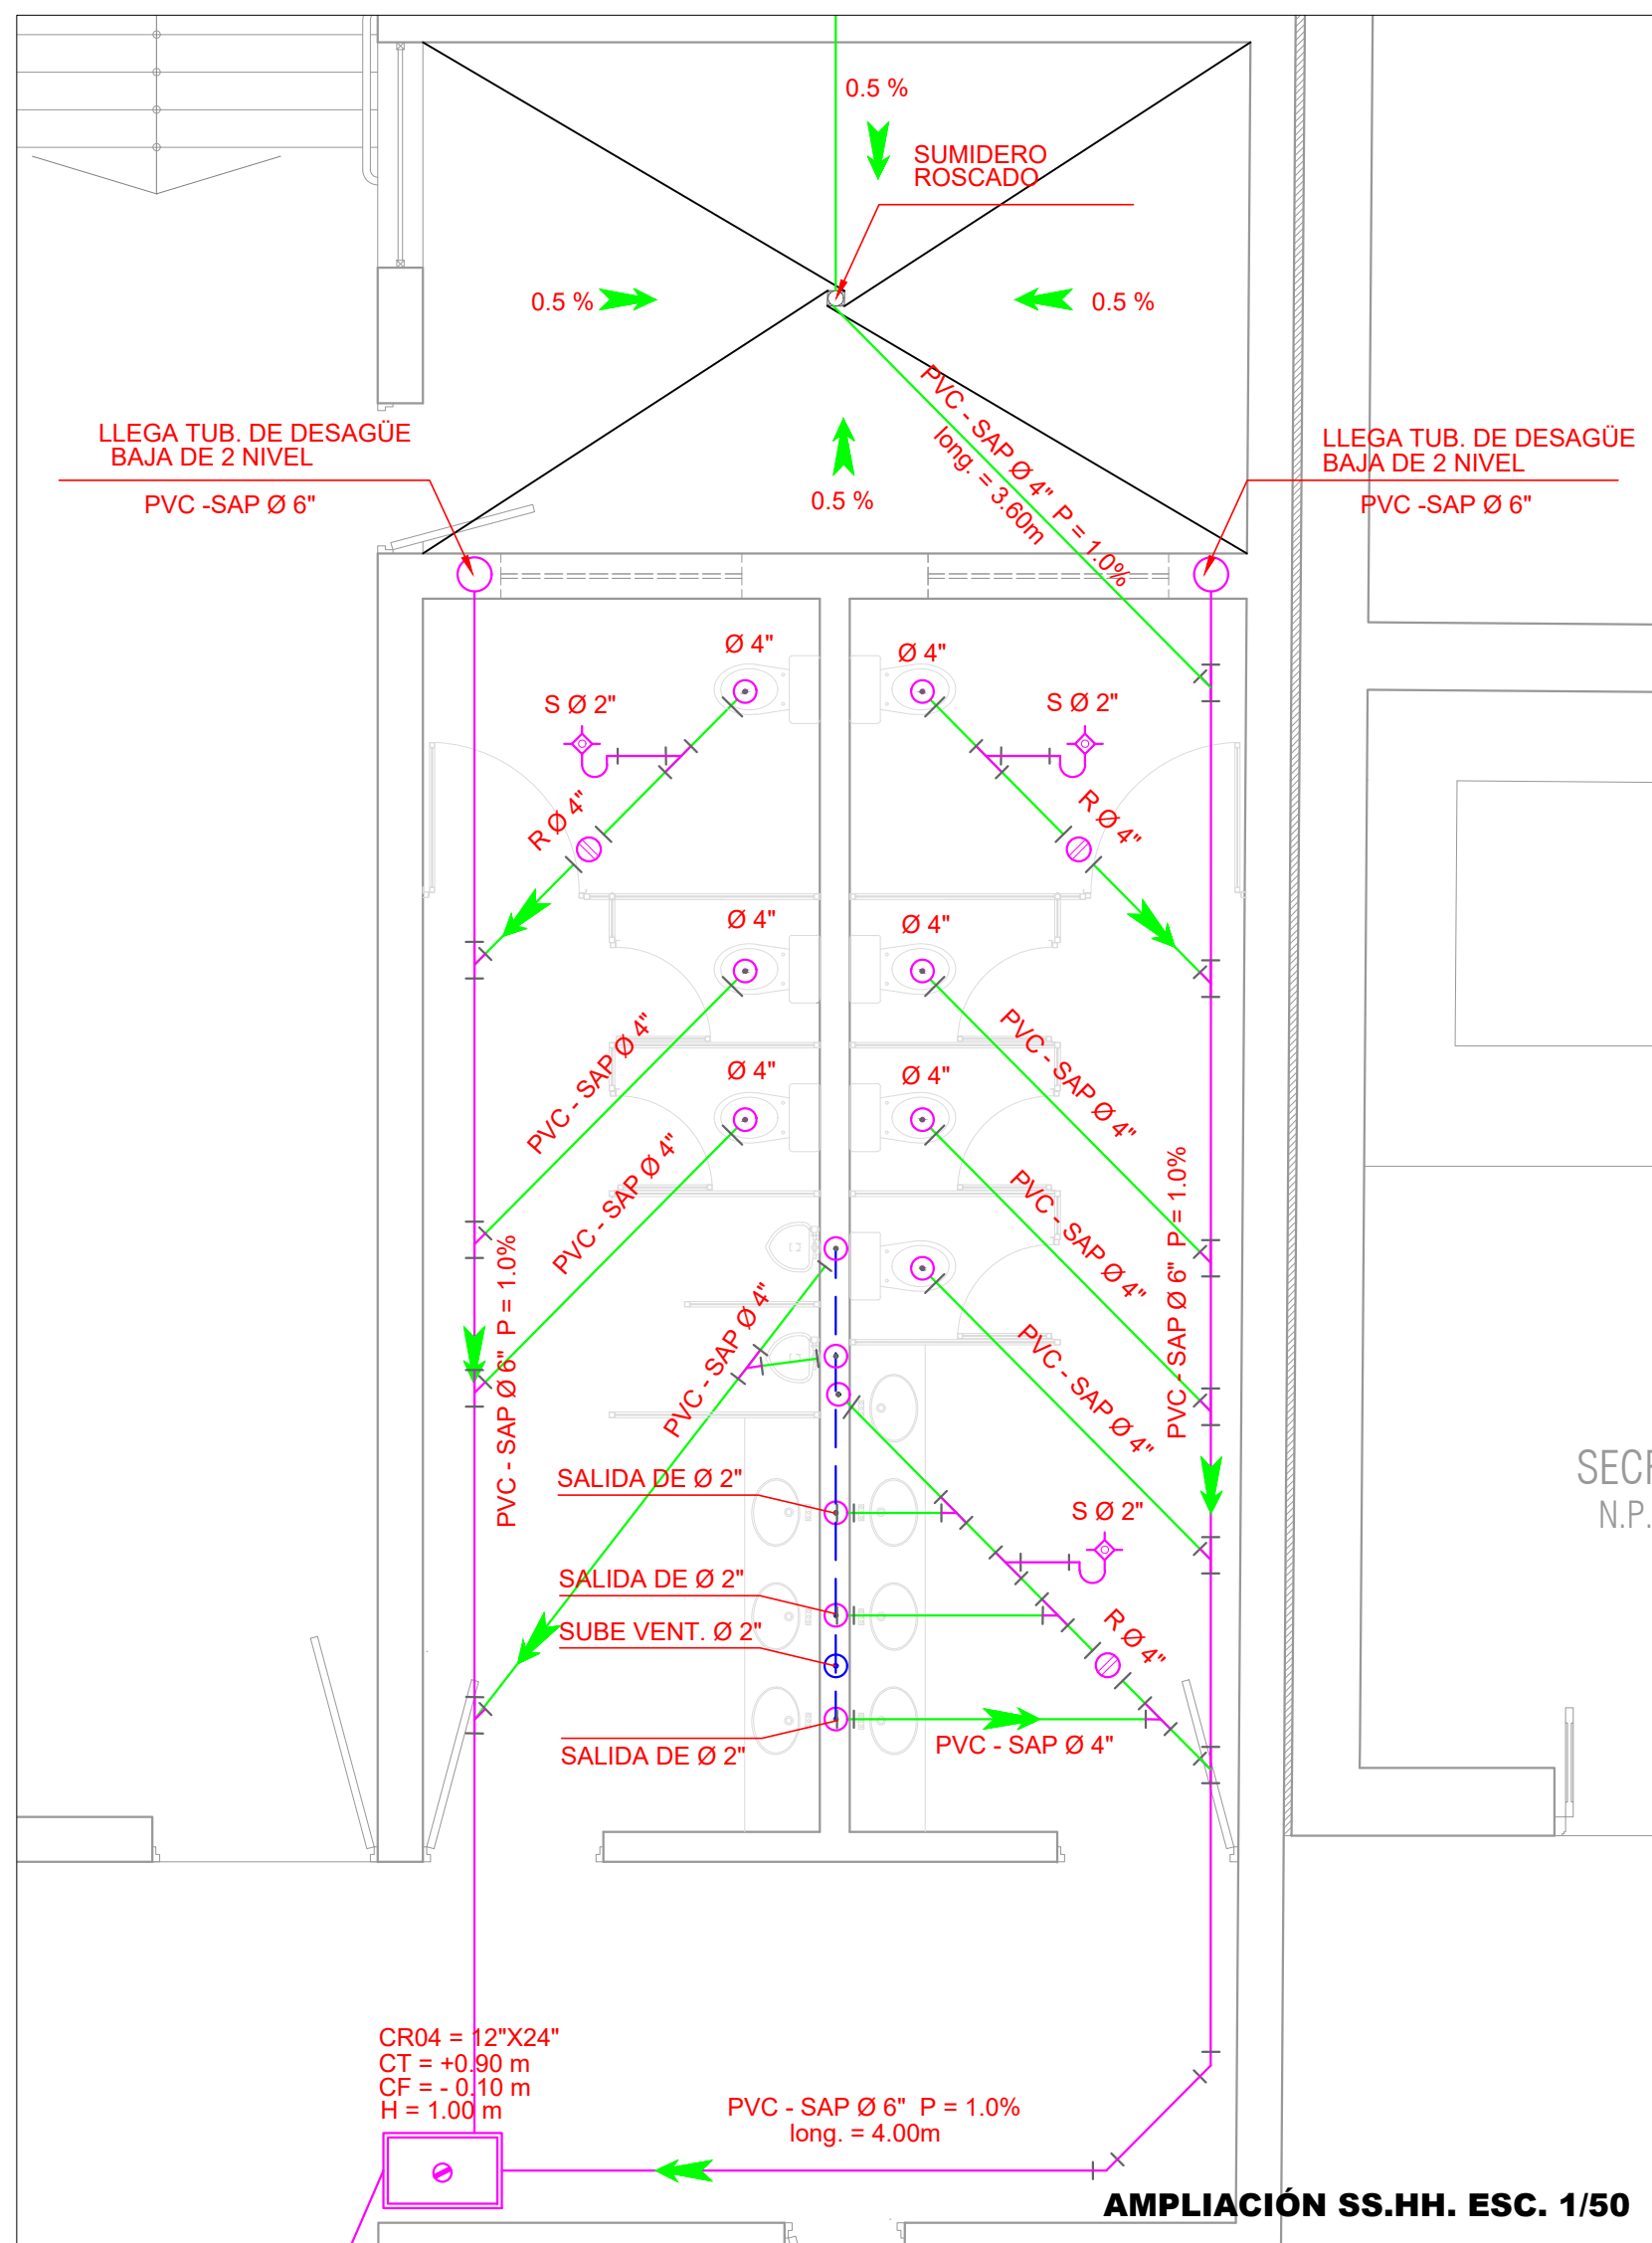 0.5 %
SUMIDERO
ROSCADO
0.5 %
0.5 %
PVC - SAP Ø 4"  P = 1.0%
long. = 3.60m
LLEGA TUB. DE DESAGÜE
BAJA DE 2 NIVEL
PVC -SAP Ø 6"
0.5 %
LLEGA TUB. DE DESAGÜE
BAJA DE 2 NIVEL
PVC -SAP Ø 6"
Ø 4"
Ø 4"
S Ø 2"
S Ø 2"
R Ø 4"
R Ø 4"
Ø 4"
Ø 4"
PVC - SAP Ø 4"
PVC - SAP Ø 4"
Ø 4"
Ø 4"
PVC - SAP Ø 4"
PVC - SAP Ø 4"
PVC - SAP Ø 6"  P = 1.0%
PVC - SAP Ø 6"  P = 1.0%
PVC - SAP Ø 4"
PVC - SAP Ø 4"
SECR
N.P.
SALIDA DE Ø 2"
S Ø 2"
SALIDA DE Ø 2"
SUBE VENT. Ø 2"
R Ø 4"
SALIDA DE Ø 2"
PVC - SAP Ø 4"
CR04 = 12"X24"
CT = +0.90 m
CF = - 0.10 m
H = 1.00 m
PVC - SAP Ø 6"  P = 1.0%
long. = 4.00m
AMPLIACIÓN SS.HH. ESC. 1/50